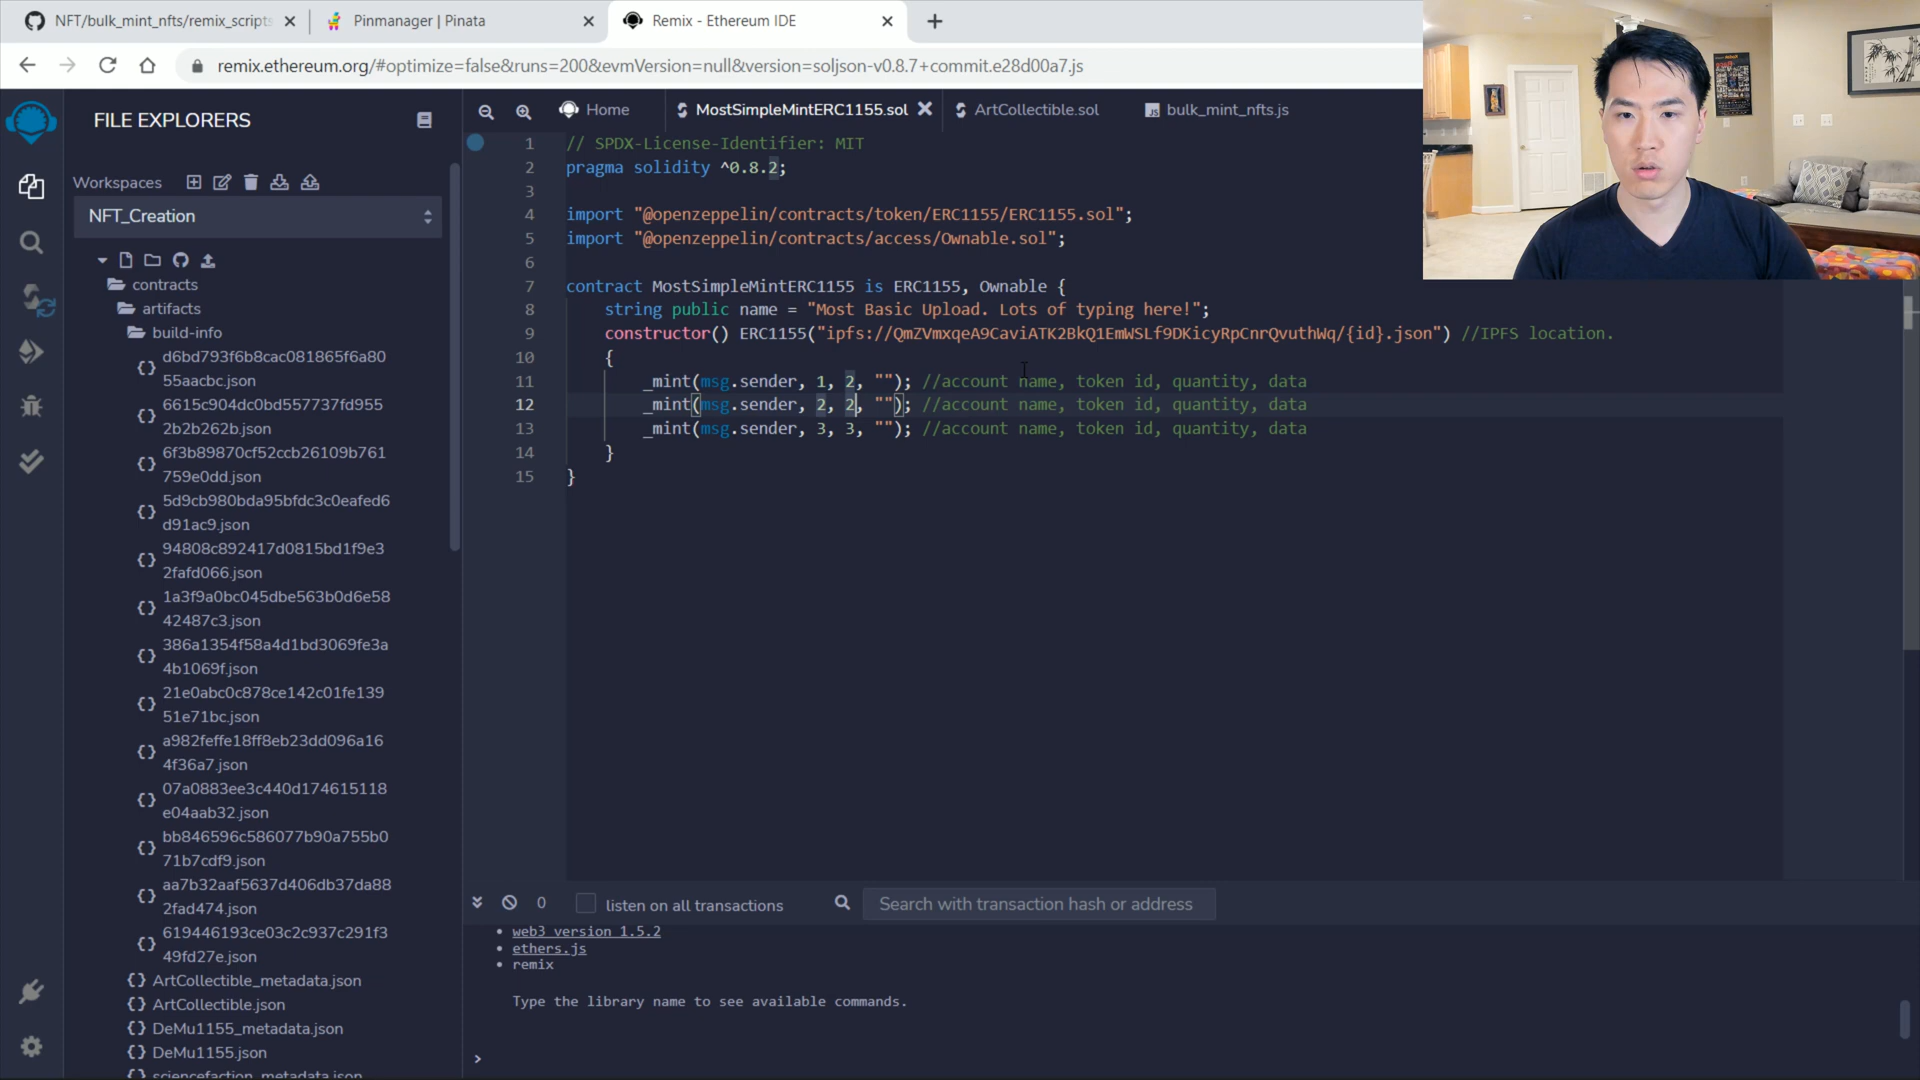 NFT/bulk_mint_nfts/remix_scripts
Pinmanager | Pinata
Remix - Ethereum IDE
remix.ethereum.org/#optimize=false&runs=200&evmVersion=null&version=soljson-v0.8.7+commit.e28d00a7.js
FILE EXPLORERS
Workspaces
NFT_Creation
contracts
artifacts
build-info
d6bd793f6b8cac081865f6a80
55aacbc.json
6615c904dc0bd557737fd955
2b2b262b.json
6f3b89870cf52ccb26109b761
759e0dd.json
5d9cb980bda95bfdc3c0eafed6
d91ac9.json
94808c892417d0815bd1f9e3
2fafd066.json
1a3f9a0bc045dbe563b0d6e58
42487c3.json
386a1354f58a4d1bd3069fe3a
4b1069f.json
21e0abc0c878ce142c01fe139
51e71bc.json
a982feffe18ff8eb23dd096a16
4f36a7.json
07a0883ee3c440d174615118
e04aab32.json
bb846596c586077b90a755b0
71b7cdf9.json
aa7b32aaf5637d406db37da88
2fad474.json
619446193ce03c2c937c291f3
49fd27e.json
ArtCollectible_metadata.json
ArtCollectible.json
DeMu1155_metadata.json
DeMu1155.json
sciencefaction_metadata.json
Home
MostSimpleMintERC1155.sol
ArtCollectible.sol
bulk_mint_nfts.js
1 // SPDX-License-Identifier: MIT
2 pragma solidity ^0.8.2;
3
4 import "@openzeppelin/contracts/token/ERC1155/ERC1155.sol";
5 import "@openzeppelin/contracts/access/Ownable.sol";
6
7 contract MostSimpleMintERC1155 is ERC1155, Ownable {
8 string public name = "Most Basic Upload. Lots of typing here!";
9 constructor() ERC1155("ipfs://QmZVmxqeA9CaviATK2BkQ1EmWSLf9DKicyRpCnrQvuthWq/{id}.json") //IPFS location.
10 {
11 _mint(msg.sender, 1, 2, ""); //account name, token id, quantity, data
12 _mint(msg.sender, 2, 2, ""); //account name, token id, quantity, data
13 _mint(msg.sender, 3, 3, ""); //account name, token id, quantity, data
14 }
15 }
0
listen on all transactions
Search with transaction hash or address
• web3 version 1.5.2
• ethers.js
• remix
Type the library name to see available commands.
>